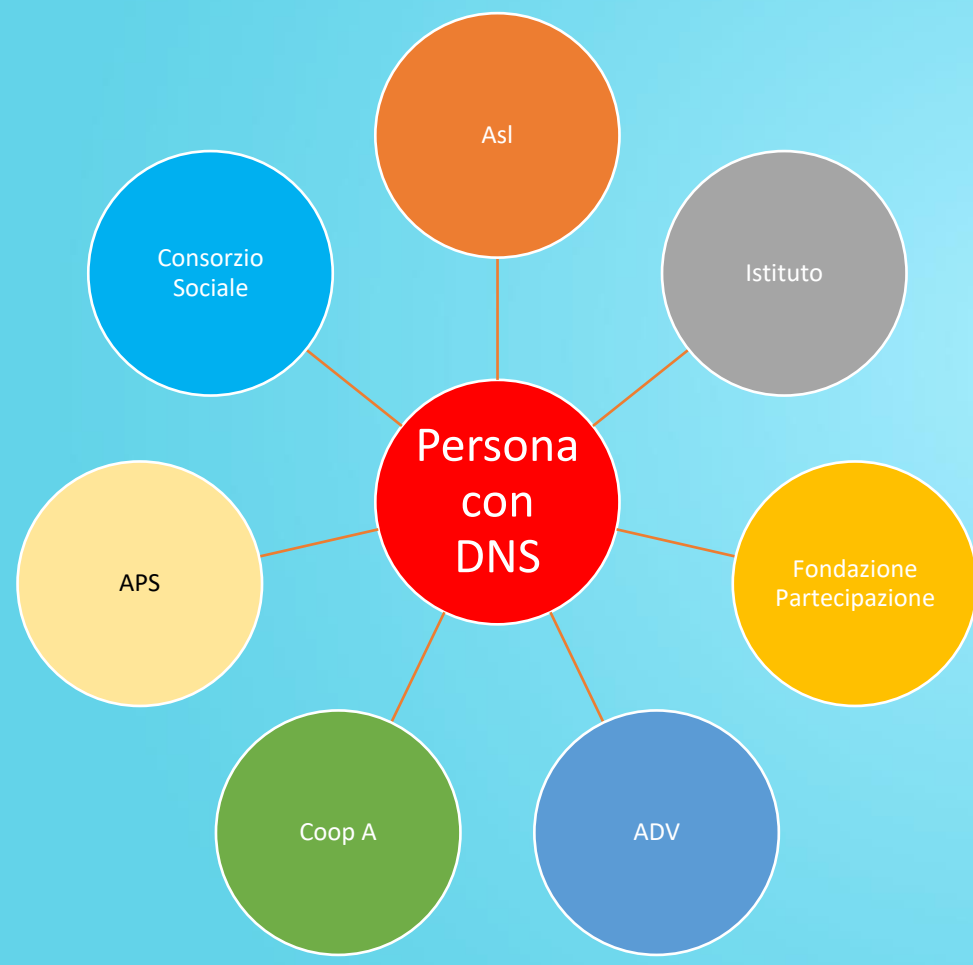 Asl
Consorzio
Sociale
Istituto
Persona
con
DNS
APS
Fondazione
Partecipazione
Coop A
ADV